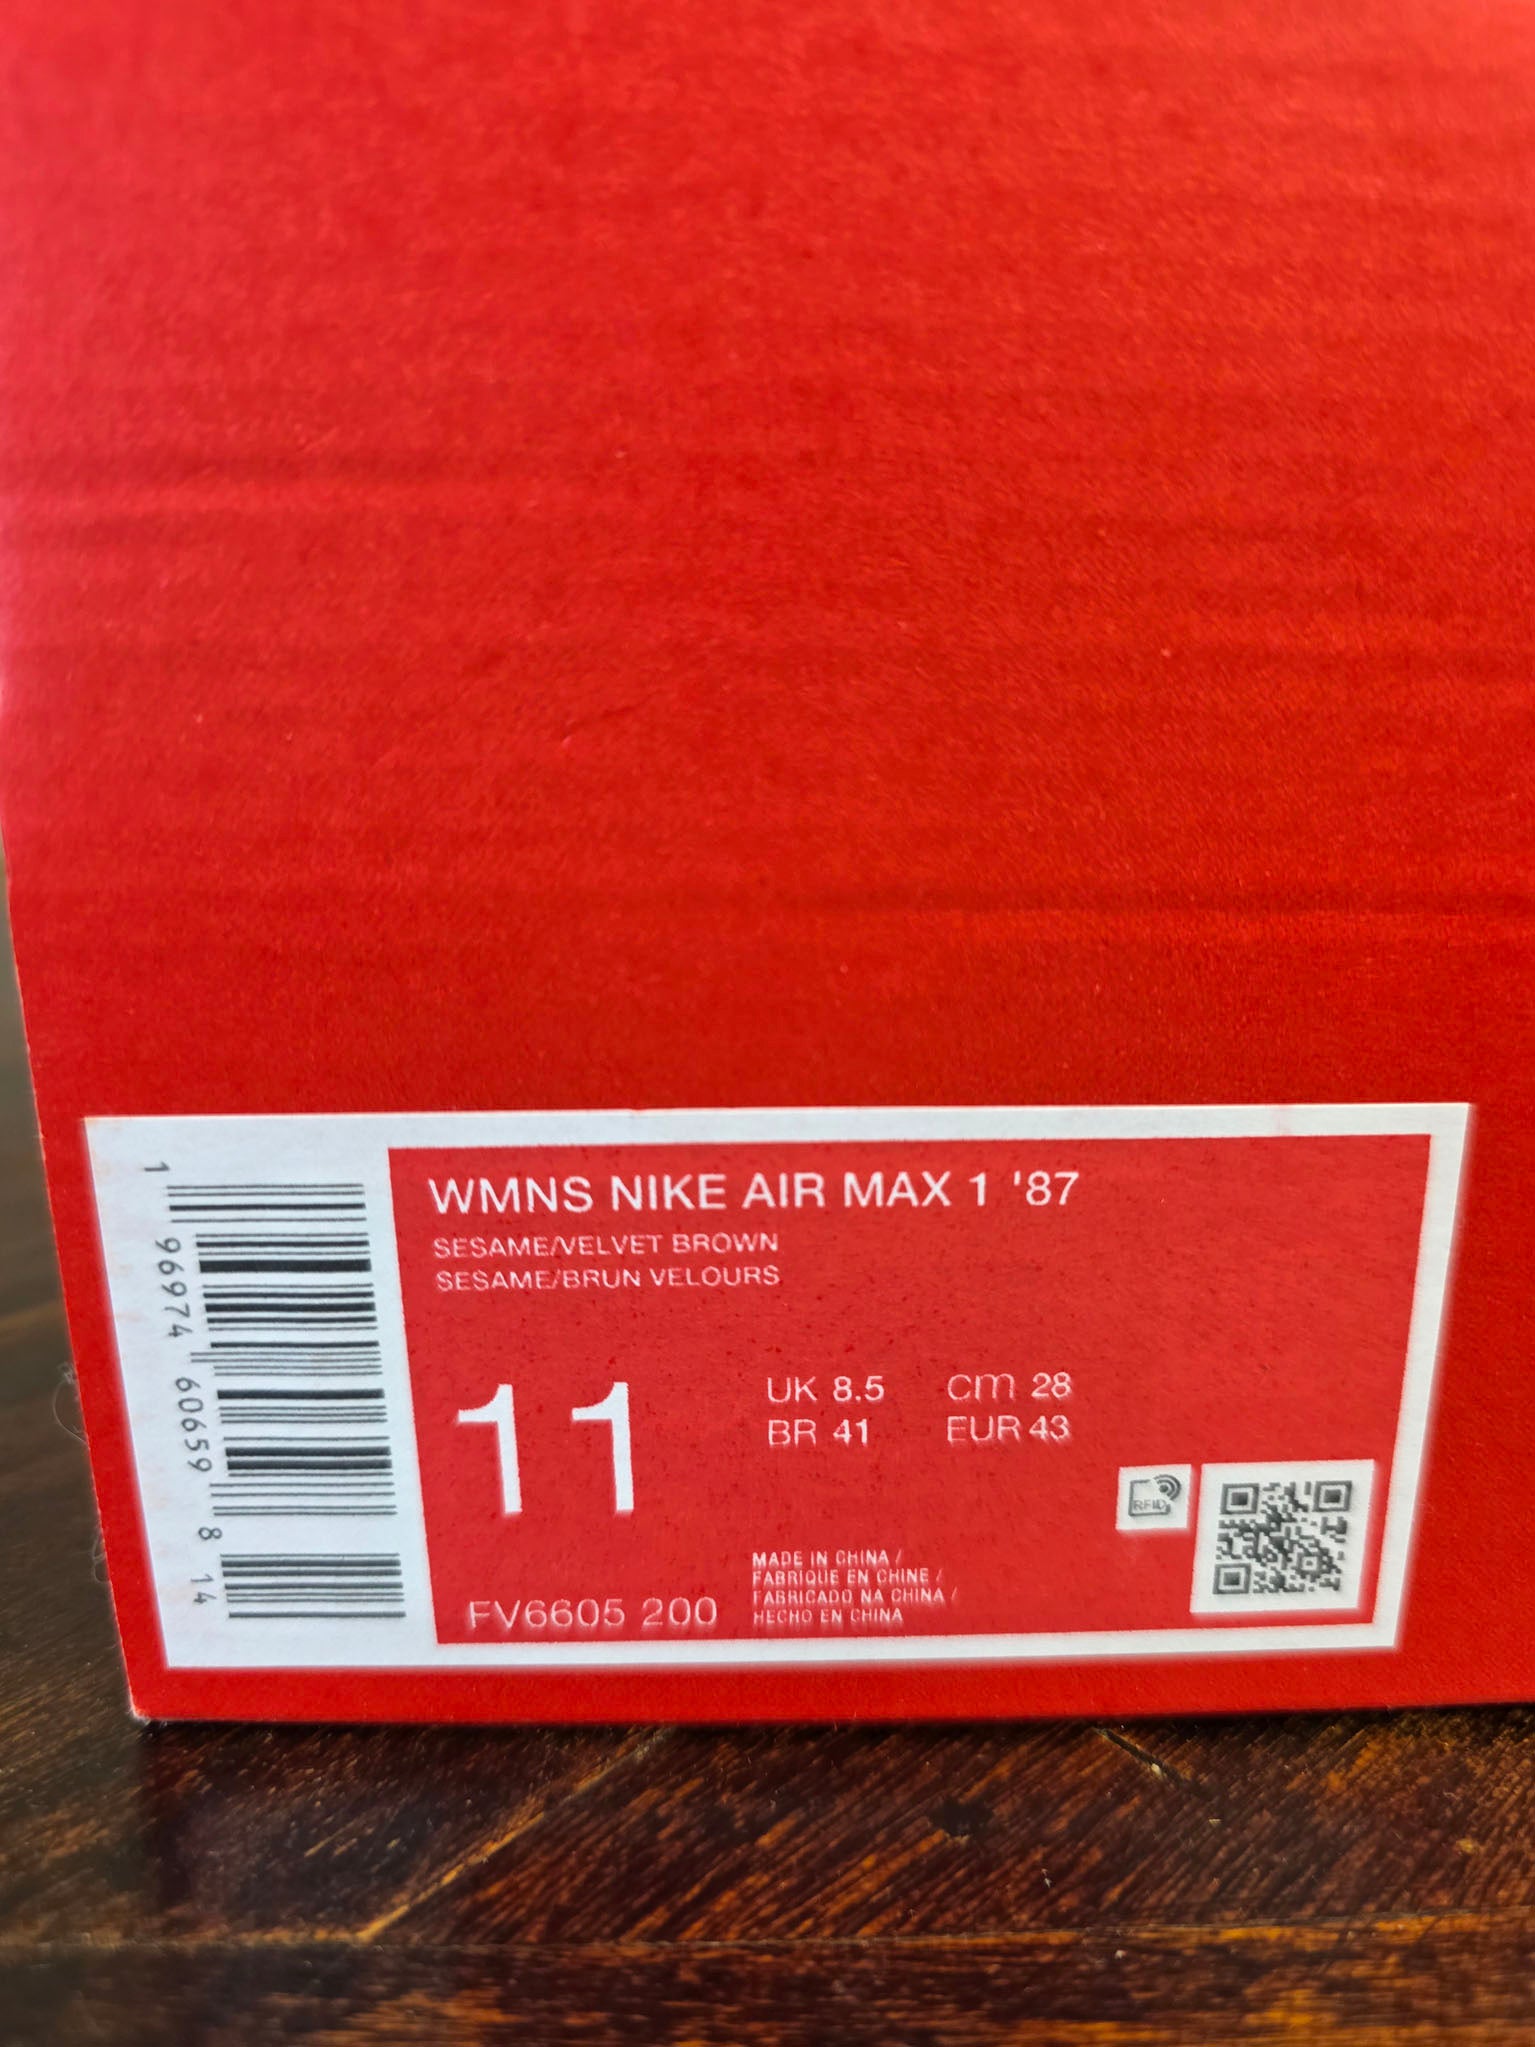 WMNS NIKE AIR MAX 1 '87
SESAME/VELVET BROWN
SESAME/BRUN VELOURS
11
UK 8.5 CM 28
BR 41 EUR 43
RFID
FV6605 200
MADE IN CHINA /
FABRIQUE EN CHINE /
FABRICADO NA CHINA /
HECHO EN CHINA
1 96974 60659 8 14